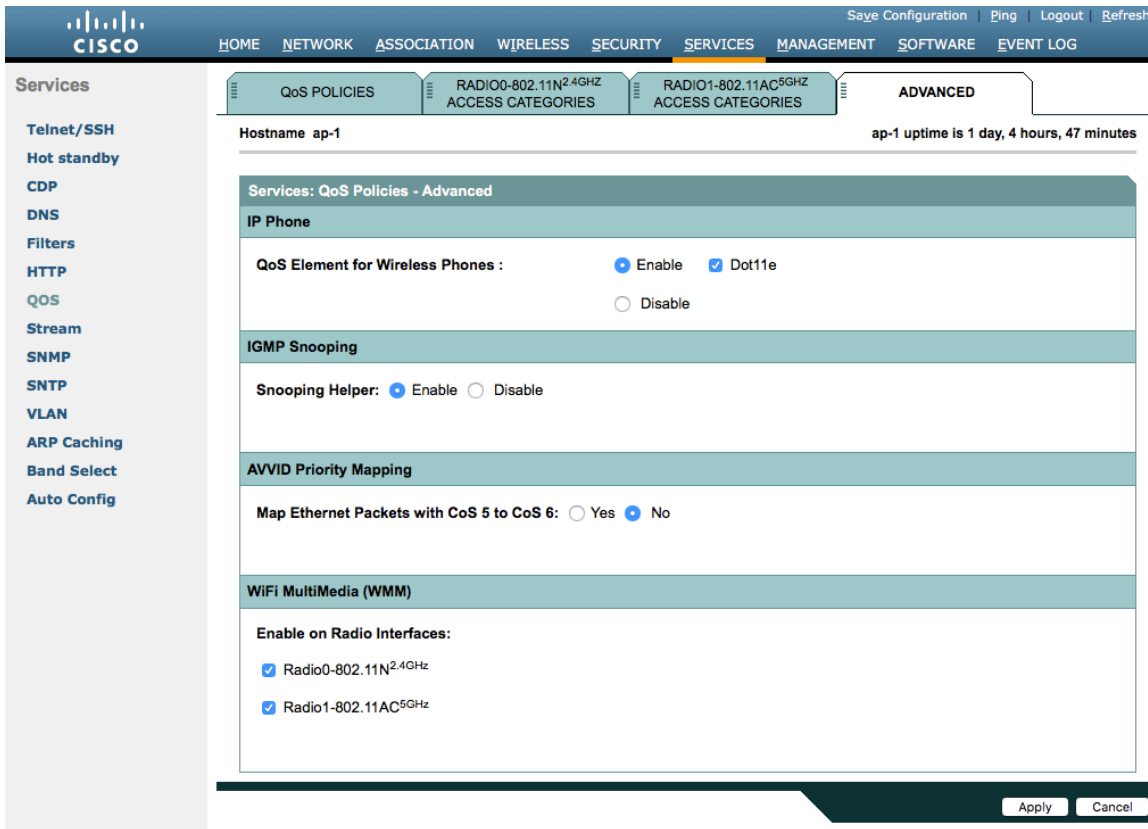 Save Configuration | Ping | Logout | Refresh
CISCO
HOME NETWORK ASSOCIATION WIRELESS SECURITY SERVICES MANAGEMENT SOFTWARE EVENT LOG
Services
Telnet/SSH
Hot standby
CDP
DNS
Filters
HTTP
QOS
Stream
SNMP
SNTP
VLAN
ARP Caching
Band Select
Auto Config
QoS POLICIES
RADIO0-802.11N2.4GHZ
ACCESS CATEGORIES
RADIO1-802.11AC5GHZ
ACCESS CATEGORIES
ADVANCED
Hostname ap-1
ap-1 uptime is 1 day, 4 hours, 47 minutes
Services: QoS Policies - Advanced
IP Phone
QoS Element for Wireless Phones : Enable Dot11e
Disable
IGMP Snooping
Snooping Helper: Enable Disable
AVVID Priority Mapping
Map Ethernet Packets with CoS 5 to CoS 6: Yes No
WiFi MultiMedia (WMM)
Enable on Radio Interfaces:
Radio0-802.11N2.4GHz
Radio1-802.11AC5GHz
Apply Cancel